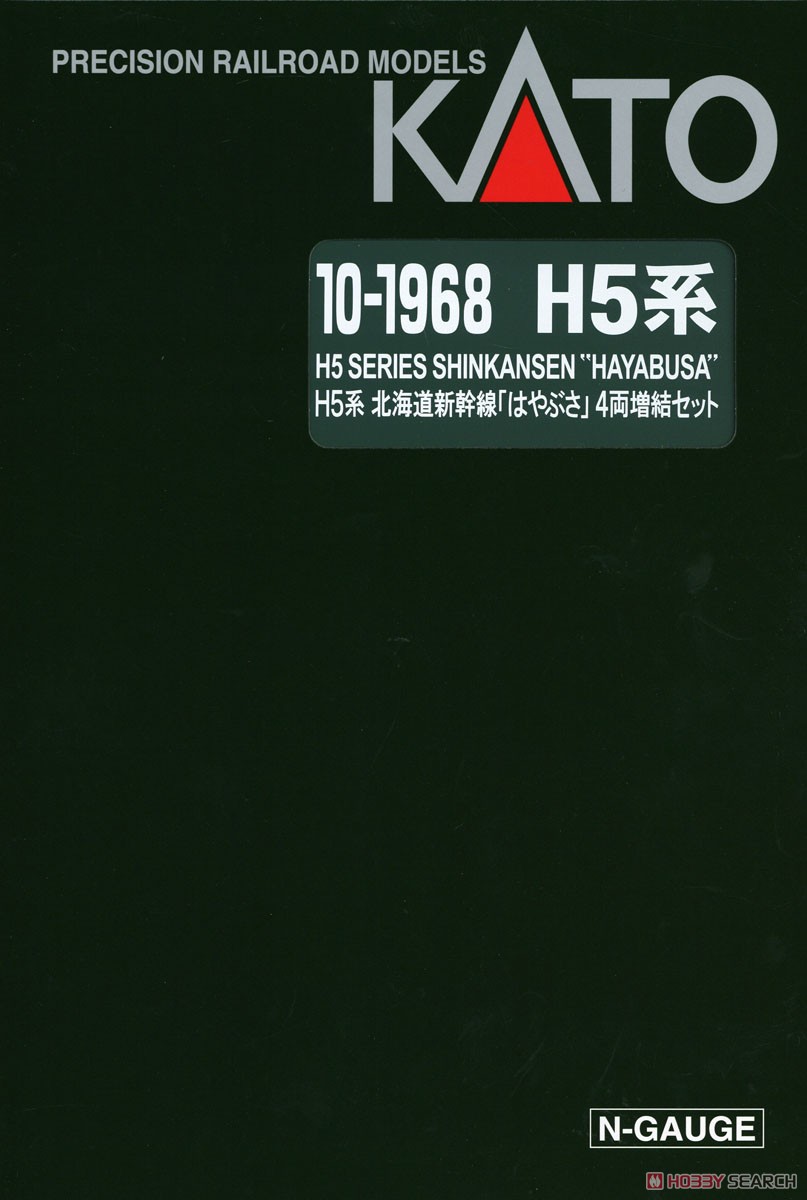 PRECISION RAILROAD MODELS
KATO
10-1968 H5系
H5 SERIES SHINKANSEN "HAYABUSA"
H5系 北海道新幹線「はやぶさ」 4両増結セット
N-GAUGE
HOBBY SEARCH